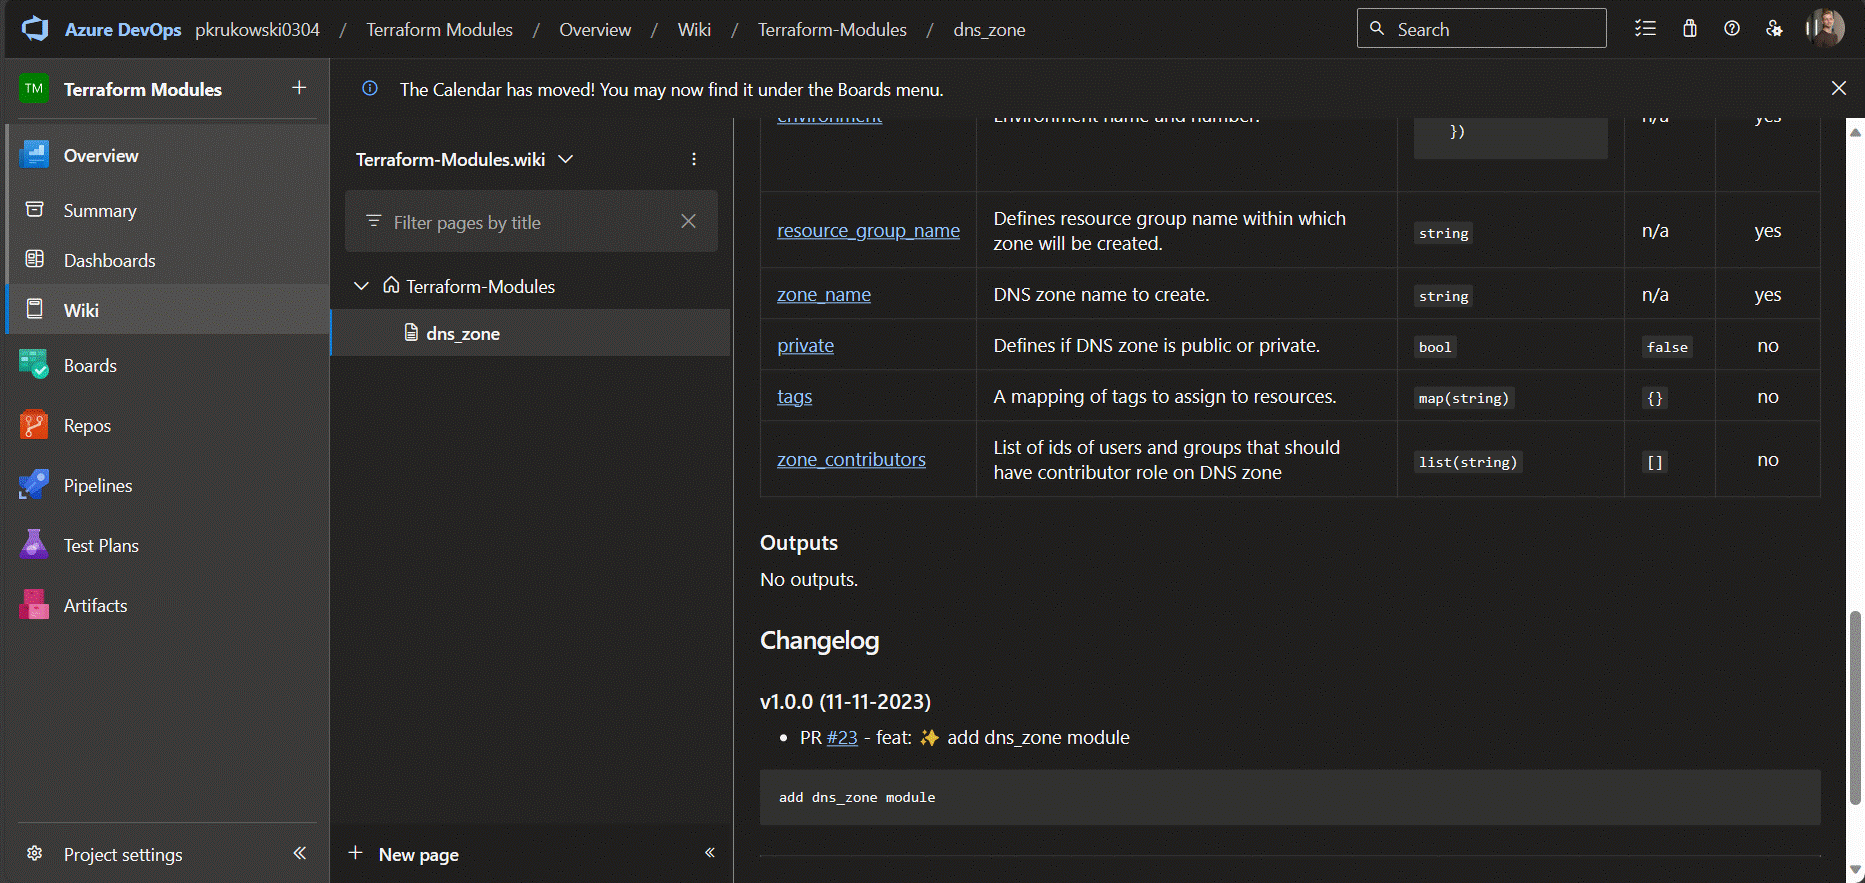 Azure DevOps pkrukowski0304 / Terraform Modules / Overview / Wiki / Terraform-Modules / dns_zone
Search
TM Terraform Modules +
The Calendar has moved! You may now find it under the Boards menu.
Overview
Summary
Dashboards
Wiki
Boards
Repos
Pipelines
Test Plans
Artifacts
Project settings
Terraform-Modules.wiki
Filter pages by title
Terraform-Modules
dns_zone
+ New page
environment Environment name and number. n/a yes
})
resource_group_name Defines resource group name within which string n/a yes
zone will be created.
zone_name DNS zone name to create. string n/a yes
private Defines if DNS zone is public or private. bool false no
tags A mapping of tags to assign to resources. map(string) {} no
zone_contributors List of ids of users and groups that should list(string) [] no
have contributor role on DNS zone
Outputs
No outputs.
Changelog
v1.0.0 (11-11-2023)
• PR #23 - feat: ✨ add dns_zone module
add dns_zone module